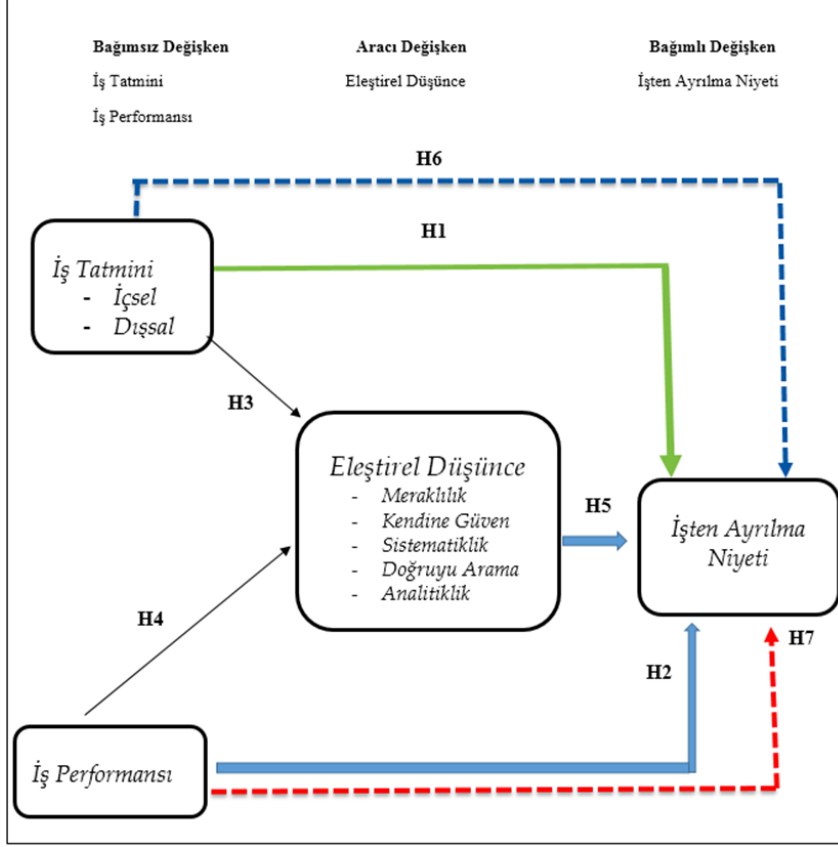 Bağımsız Değişken Aracı Değişken Bağımlı Değişken
İş Tatmini Eleştirel Düşünce İşten Ayrılma Niyeti
İş Performansı
H6
H1
İş Tatmini
- İçsel
- Dışsal
H3
Eleştirel Düşünce
- Meraklılık
- Kendine Güven
- Sistematiklik
- Doğruyu Arama
- Analitiklik
H5
İşten Ayrılma
Niyeti
H4
H7
H2
İş Performansı